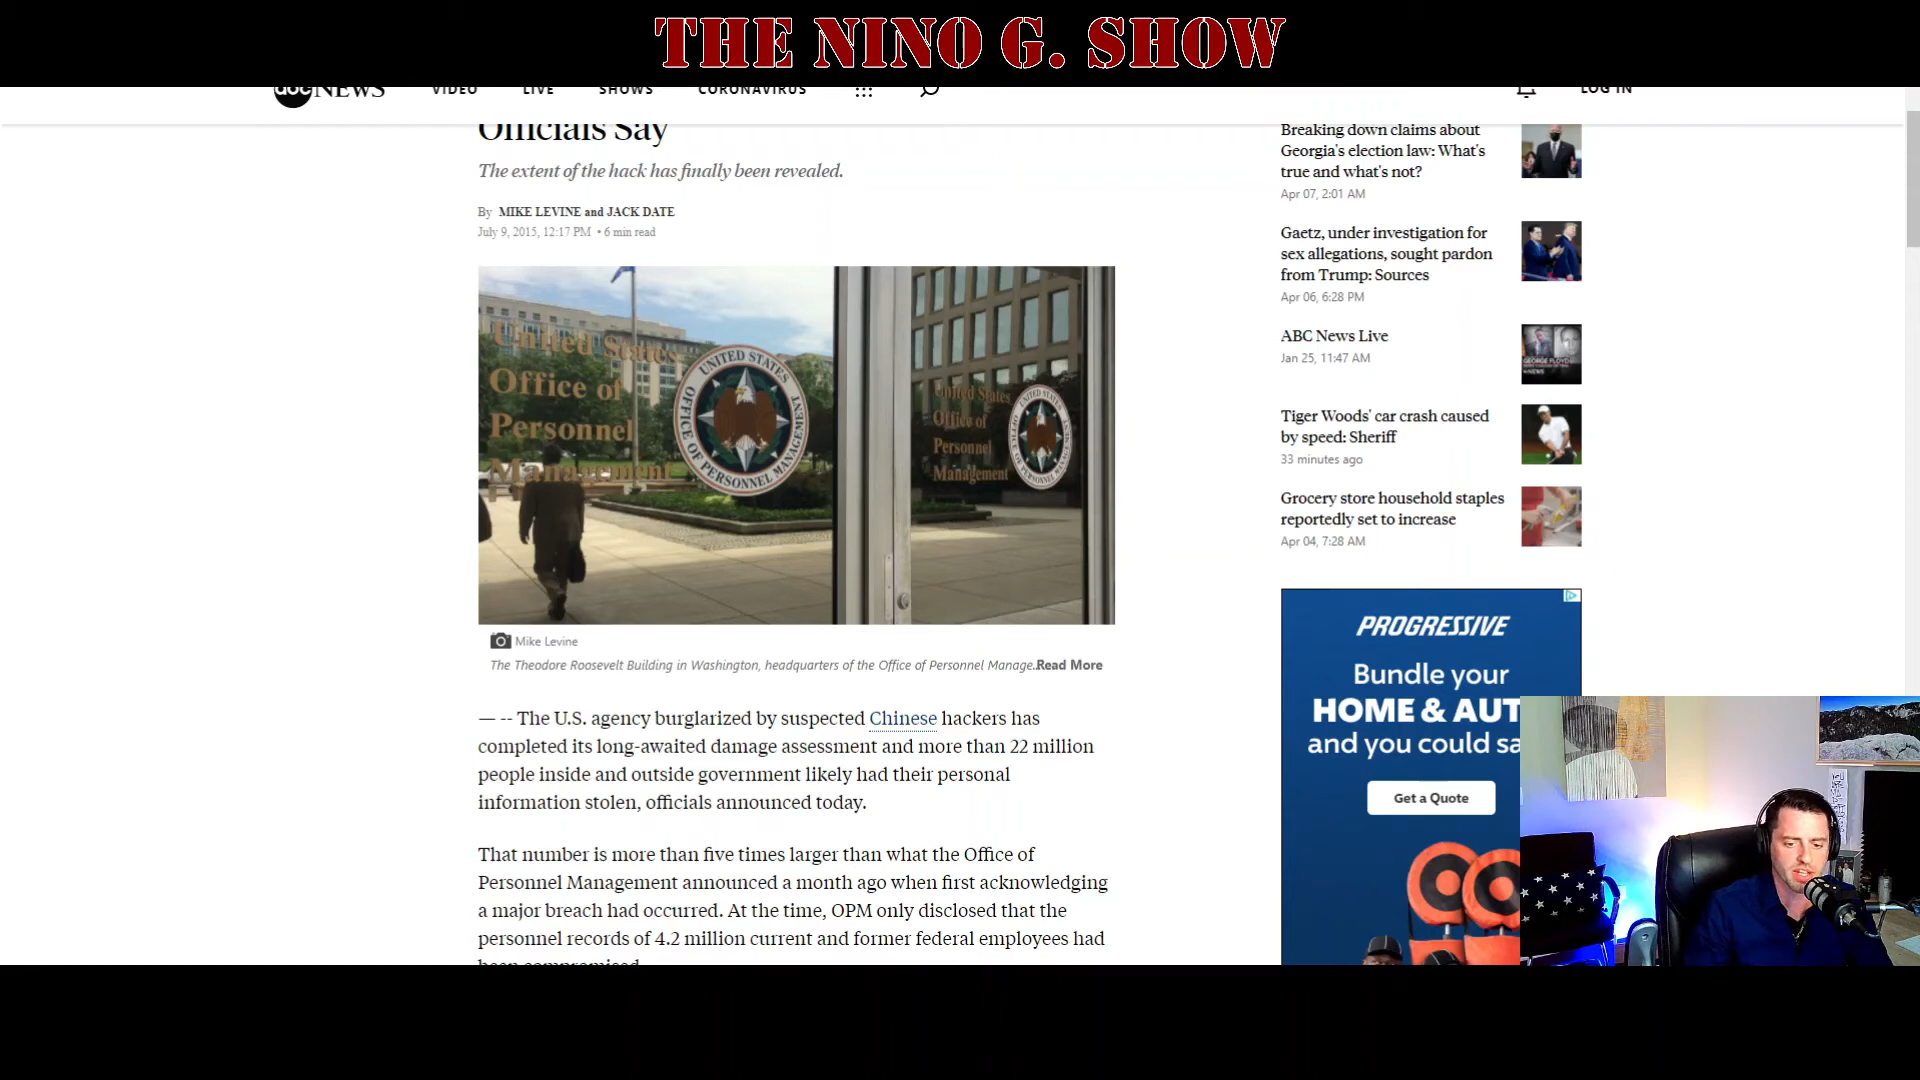 THE NINO G. SHOW
abc NEWS
VIDEO
LIVE
SHOWS
CORONAVIRUS
LOG IN
Officials Say
The extent of the hack has finally been revealed.
By MIKE LEVINE and JACK DATE
July 9, 2015, 12:17 PM • 6 min read
United States
Office of
Personnel
Management
UNITED STATES
OFFICE OF PERSONNEL MANAGEMENT
United States
Office of
Personnel
Management
Mike Levine
The Theodore Roosevelt Building in Washington, headquarters of the Office of Personnel Manage..Read More
— -- The U.S. agency burglarized by suspected Chinese hackers has
completed its long-awaited damage assessment and more than 22 million
people inside and outside government likely had their personal
information stolen, officials announced today.
That number is more than five times larger than what the Office of
Personnel Management announced a month ago when first acknowledging
a major breach had occurred. At the time, OPM only disclosed that the
personnel records of 4.2 million current and former federal employees had
been compromised.
Breaking down claims about
Georgia's election law: What's
true and what's not?
Apr 07, 2:01 AM
Gaetz, under investigation for
sex allegations, sought pardon
from Trump: Sources
Apr 06, 6:28 PM
ABC News Live
Jan 25, 11:47 AM
Tiger Woods' car crash caused
by speed: Sheriff
33 minutes ago
Grocery store household staples
reportedly set to increase
Apr 04, 7:28 AM
PROGRESSIVE
Bundle your
HOME & AUT
and you could sa
Get a Quote